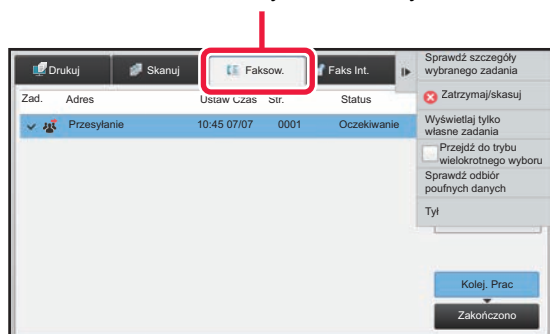 Drukuj
Skanuj
Faksow.
Faks Int.
Sprawdź szczegóły
wybranego zadania
Zad.
Adres
Ustaw Czas
Str.
Status
Zatrzymaj/skasuj
Przesyłanie
10:45 07/07
0001
Oczekiwanie
Wyświetlaj tylko
własne zadania
Przejdź do trybu
wielokrotnego wyboru
Sprawdź odbiór
poufnych danych
Tył
Kolej. Prac
Zakończono